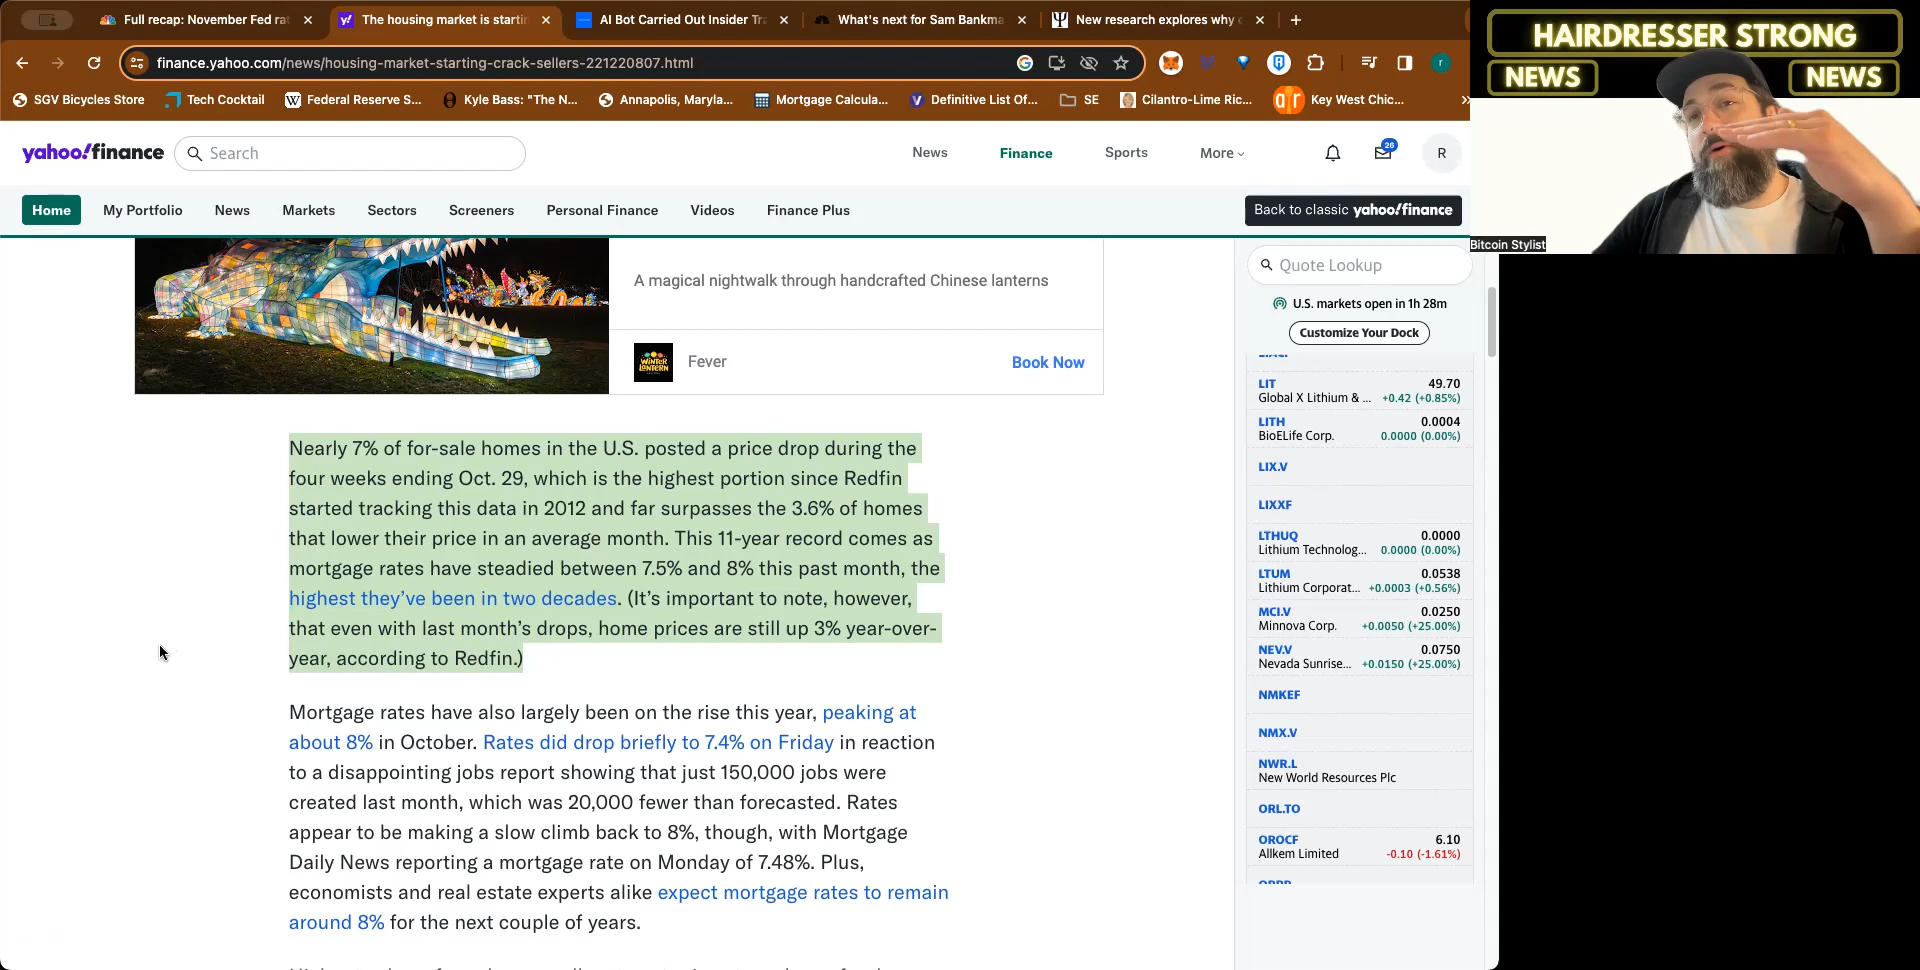 Full recap: November Fed rat
The housing market is startin
AI Bot Carried Out Insider Tra
What's next for Sam Bankma
New research explores why
finance.yahoo.com/news/housing-market-starting-crack-sellers-221220807.html
SGV Bicycles Store
Tech Cocktail
Federal Reserve S...
Kyle Bass: "The N...
Annapolis, Maryla...
Mortgage Calcula...
Definitive List Of...
SE
Cilantro-Lime Ric...
Key West Chic...
HAIRDRESSER STRONG
NEWS NEWS
Bitcoin Stylist
yahoo!finance
Search
News
Finance
Sports
More
26
R
Home
My Portfolio
News
Markets
Sectors
Screeners
Personal Finance
Videos
Finance Plus
Back to classic yahoo!finance
A magical nightwalk through handcrafted Chinese lanterns
WINTER
LANTERN
Fever
Book Now
Nearly 7% of for-sale homes in the U.S. posted a price drop during the
four weeks ending Oct. 29, which is the highest portion since Redfin
started tracking this data in 2012 and far surpasses the 3.6% of homes
that lower their price in an average month. This 11-year record comes as
mortgage rates have steadied between 7.5% and 8% this past month, the
highest they've been in two decades. (It's important to note, however,
that even with last month's drops, home prices are still up 3% year-over-
year, according to Redfin.)
Mortgage rates have also largely been on the rise this year, peaking at
about 8% in October. Rates did drop briefly to 7.4% on Friday in reaction
to a disappointing jobs report showing that just 150,000 jobs were
created last month, which was 20,000 fewer than forecasted. Rates
appear to be making a slow climb back to 8%, though, with Mortgage
Daily News reporting a mortgage rate on Monday of 7.48%. Plus,
economists and real estate experts alike expect mortgage rates to remain
around 8% for the next couple of years.
Quote Lookup
U.S. markets open in 1h 28m
Customize Your Dock
LIT 49.70
Global X Lithium & ... +0.42 (+0.85%)
LITH 0.0004
BioELife Corp. 0.0000 (0.00%)
LIX.V
LIXXF
LTHUQ 0.0000
Lithium Technolog... 0.0000 (0.00%)
LTUM 0.0538
Lithium Corporat... +0.0003 (+0.56%)
MCI.V 0.0250
Minnova Corp. +0.0050 (+25.00%)
NEV.V 0.0750
Nevada Sunrise... +0.0150 (+25.00%)
NMKEF
NMX.V
NWR.L
New World Resources Plc
ORL.TO
OROCF 6.10
Allkem Limited -0.10 (-1.61%)